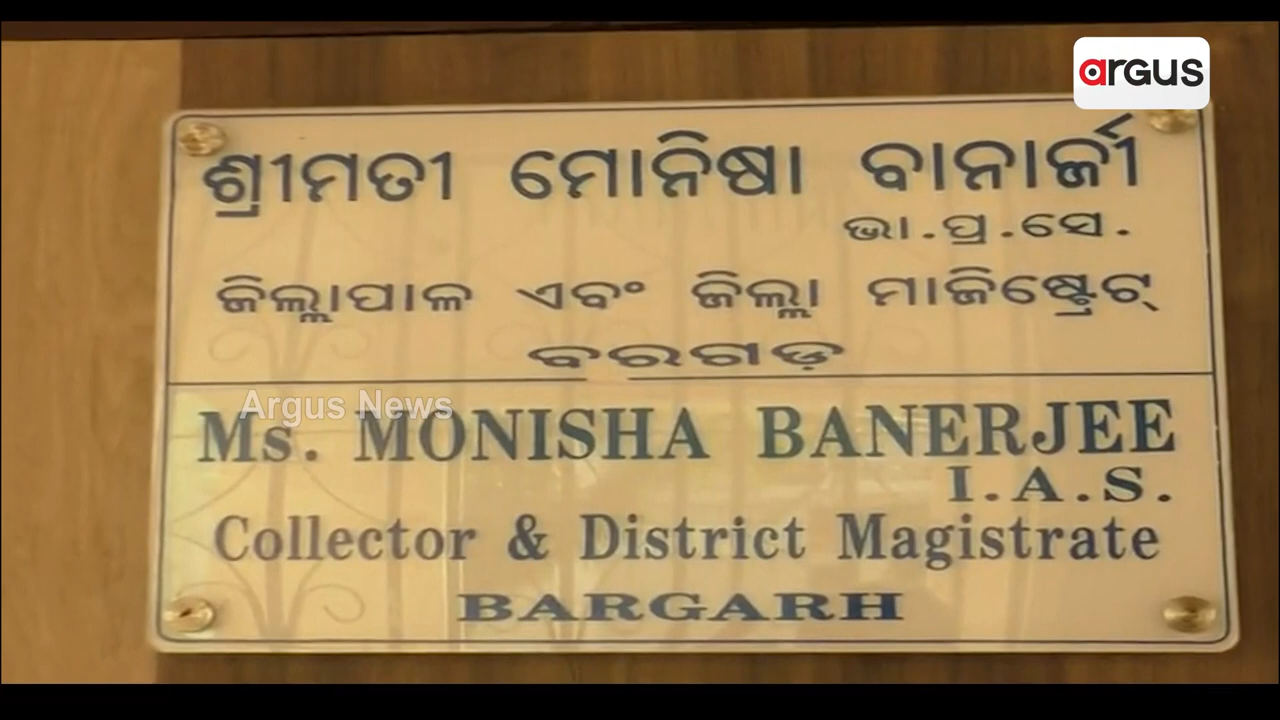 argus
ଶ୍ରୀମତୀ ମୋନିଷା ବାନାର୍ଜୀ
ଭା.ପ୍ର.ସେ.
ଜିଲ୍ଲାପାଳ ଏବଂ ଜିଲ୍ଲା ମାଜିଷ୍ଟ୍ରେଟ୍
ବରଗଡ଼
Argus News
Ms. MONISHA BANERJEE
I.A.S.
Collector & District Magistrate
BARGARH